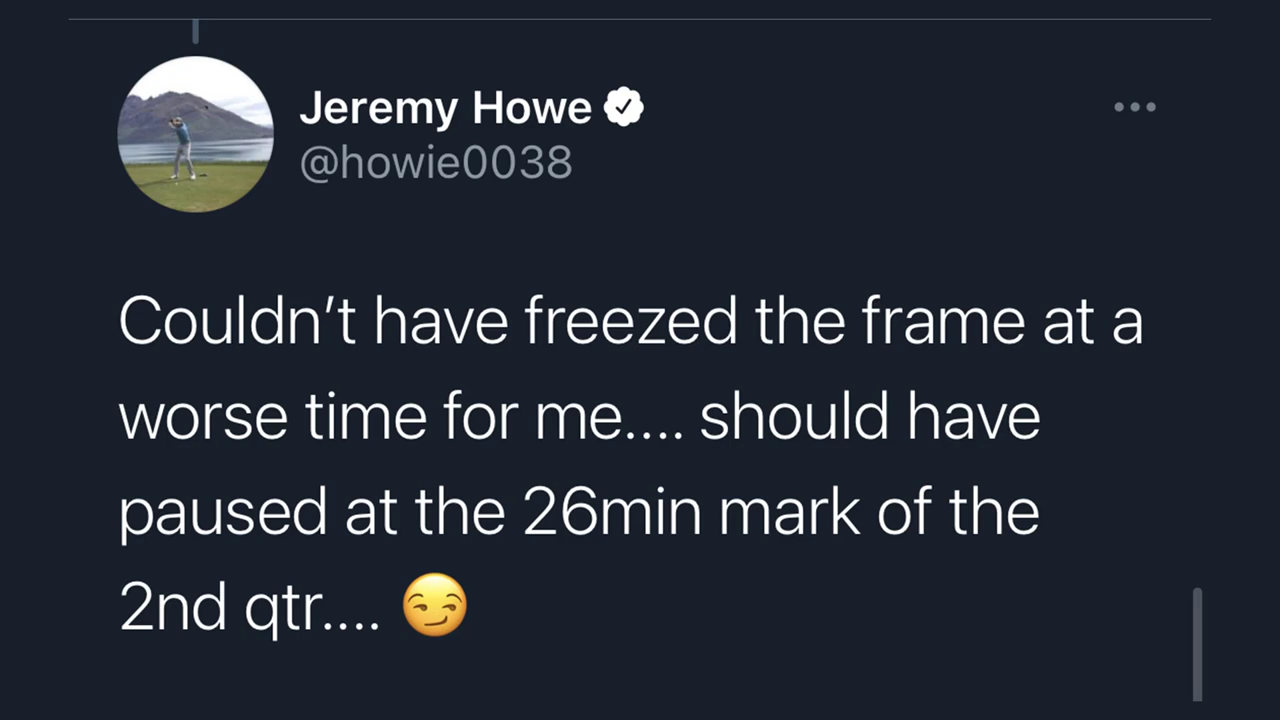 Jeremy Howe
@howie0038
Couldn’t have freezed the frame at a
worse time for me.... should have
paused at the 26min mark of the
2nd qtr.... 😏